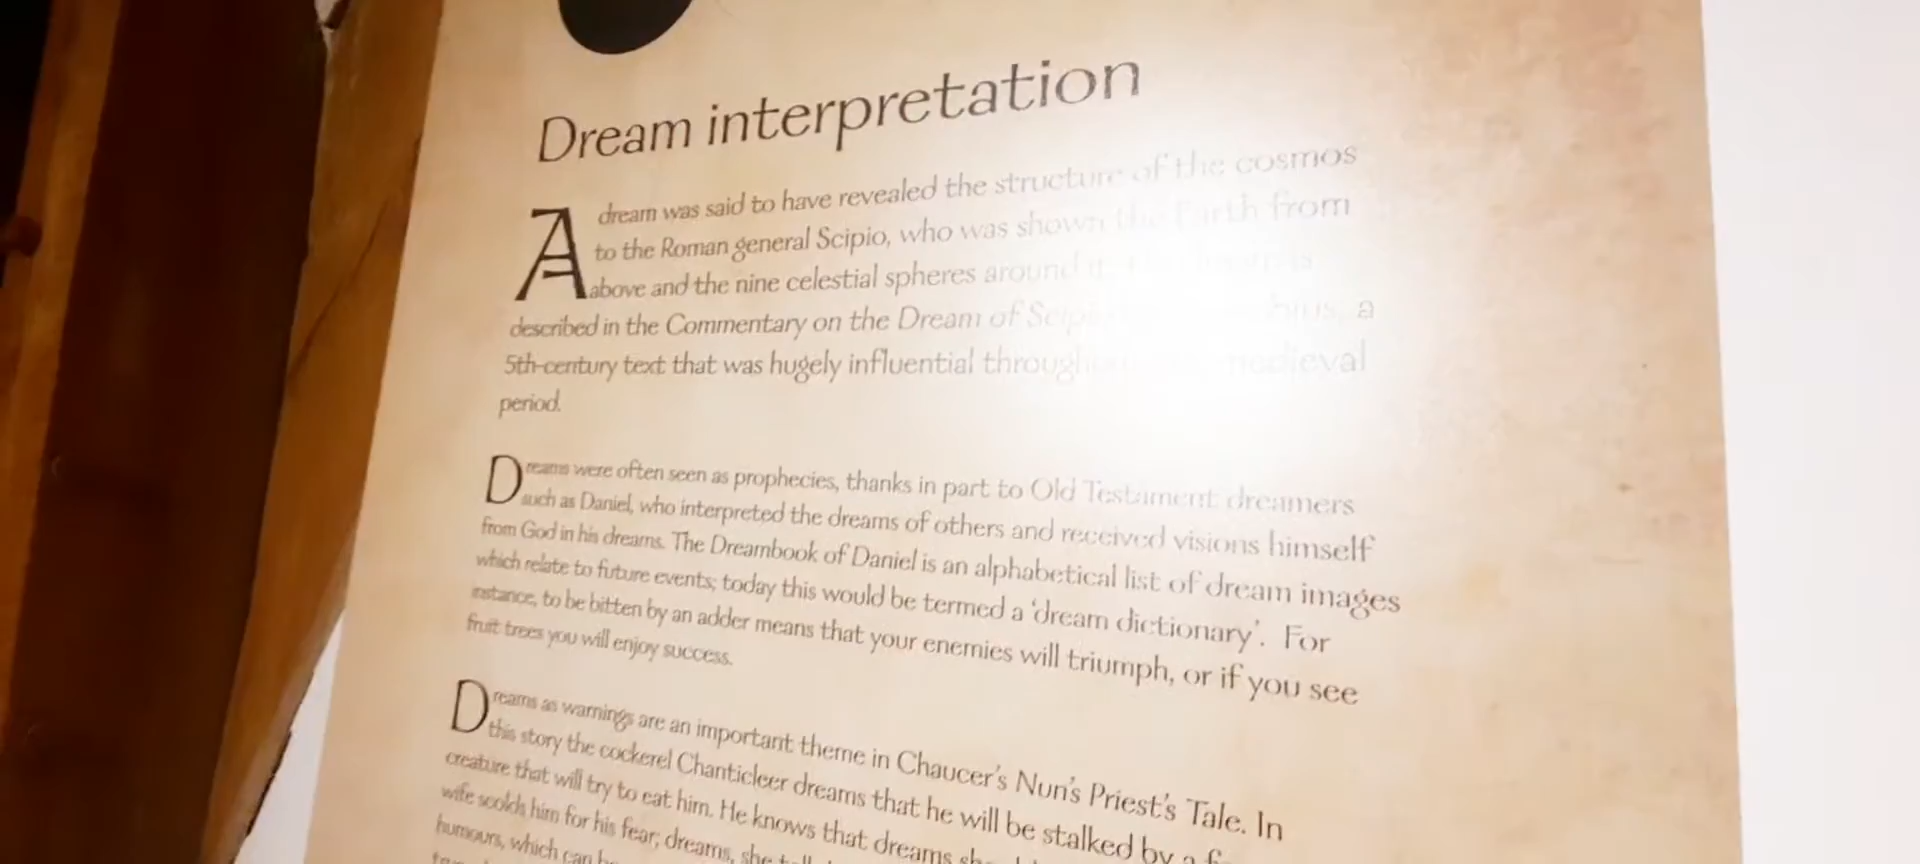 Dream interpretation
A dream was said to have revealed the structure of the cosmos
to the Roman general Scipio, who was shown the Earth from
above and the nine celestial spheres around
described in the Commentary on the Dream of a
5th-century text that was hugely influential medieval
period.
Dreams were often seen as prophecies, thanks in part to Old Testament dreamers
such as Daniel, who interpreted the dreams of others and received visions himself
from God in his dreams. The Dreambook of Daniel is an alphabetical list of dream images
which relate to future events; today this would be termed a 'dream dictionary'. For
instance, to be bitten by an adder means that your enemies will triumph, or if you see
fruit trees you will enjoy success.
Dreams as warnings are an important theme in Chaucer's Nun's Priest's Tale. In
this story the cockerel Chanticleer dreams that he will be stalked by a
creature that will try to eat him. He knows that dreams
wife scolds him for his fear; dreams, she
humours, which can